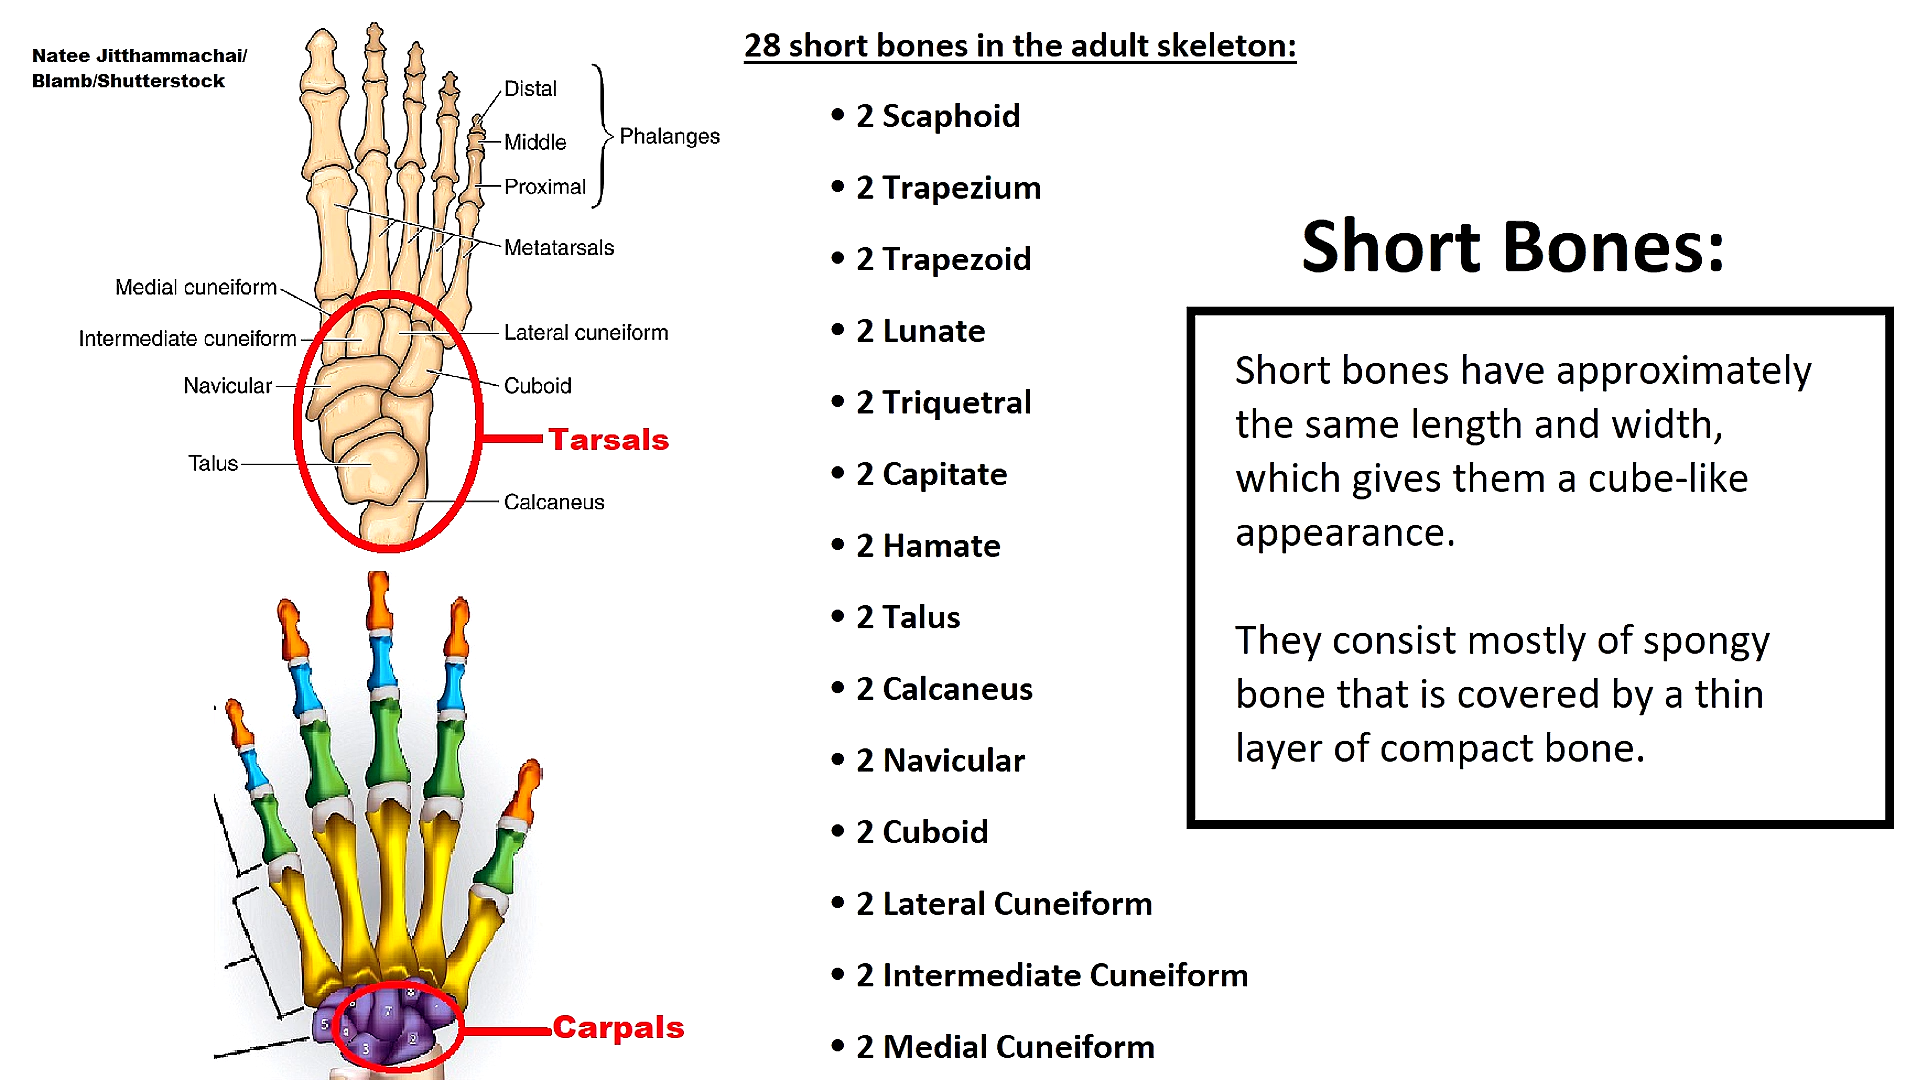 Natee Jitthammachai/
Blamb/Shutterstock
Distal
Middle
Proximal
Phalanges
Metatarsals
Medial cuneiform
Intermediate cuneiform
Navicular
Talus
Lateral cuneiform
Cuboid
Tarsals
Calcaneus
5
7
3
2
Carpals
28 short bones in the adult skeleton:
• 2 Scaphoid
• 2 Trapezium
• 2 Trapezoid
• 2 Lunate
• 2 Triquetral
• 2 Capitate
• 2 Hamate
• 2 Talus
• 2 Calcaneus
• 2 Navicular
• 2 Cuboid
• 2 Lateral Cuneiform
• 2 Intermediate Cuneiform
• 2 Medial Cuneiform
Short Bones:
Short bones have approximately
the same length and width,
which gives them a cube-like
appearance.
They consist mostly of spongy
bone that is covered by a thin
layer of compact bone.